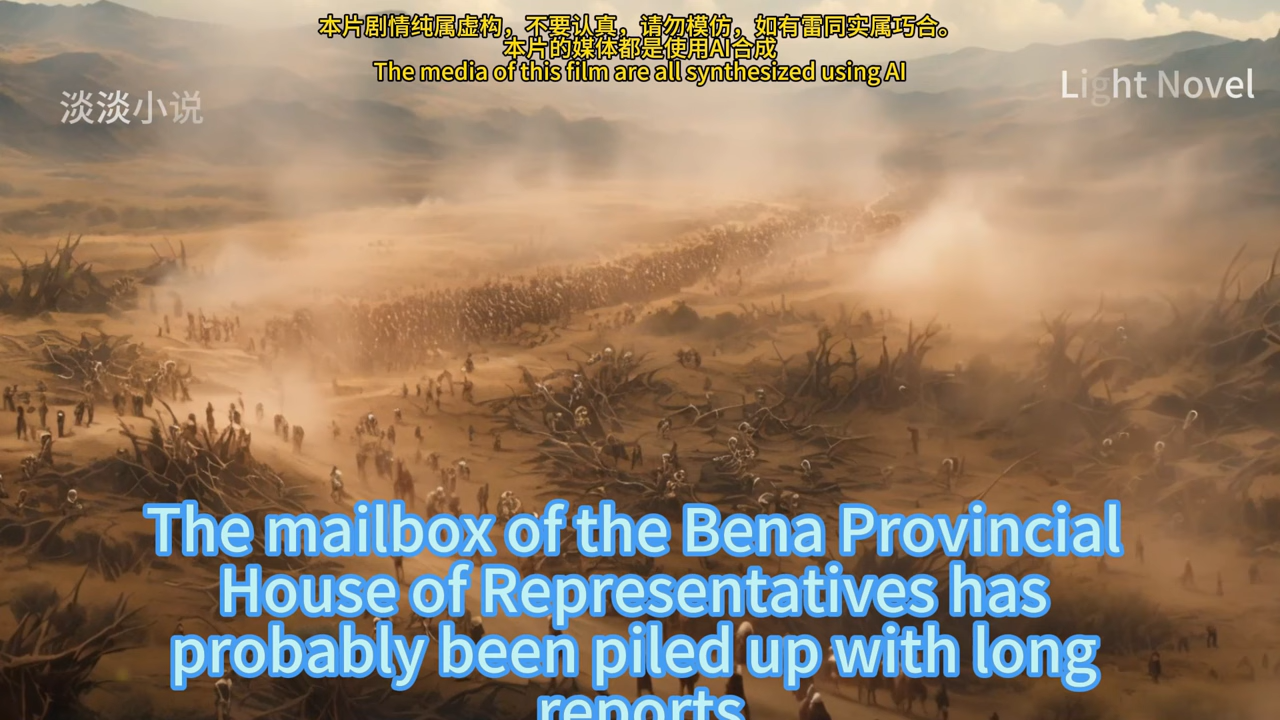 本片剧情纯属虚构，不要认真，请勿模仿，如有雷同实属巧合。
本片的媒体都是使用AI合成
The media of this film are all synthesized using AI
Light Novel
淡淡小说
The mailbox of the Bena Provincial
House of Representatives has
probably been piled up with long
reports